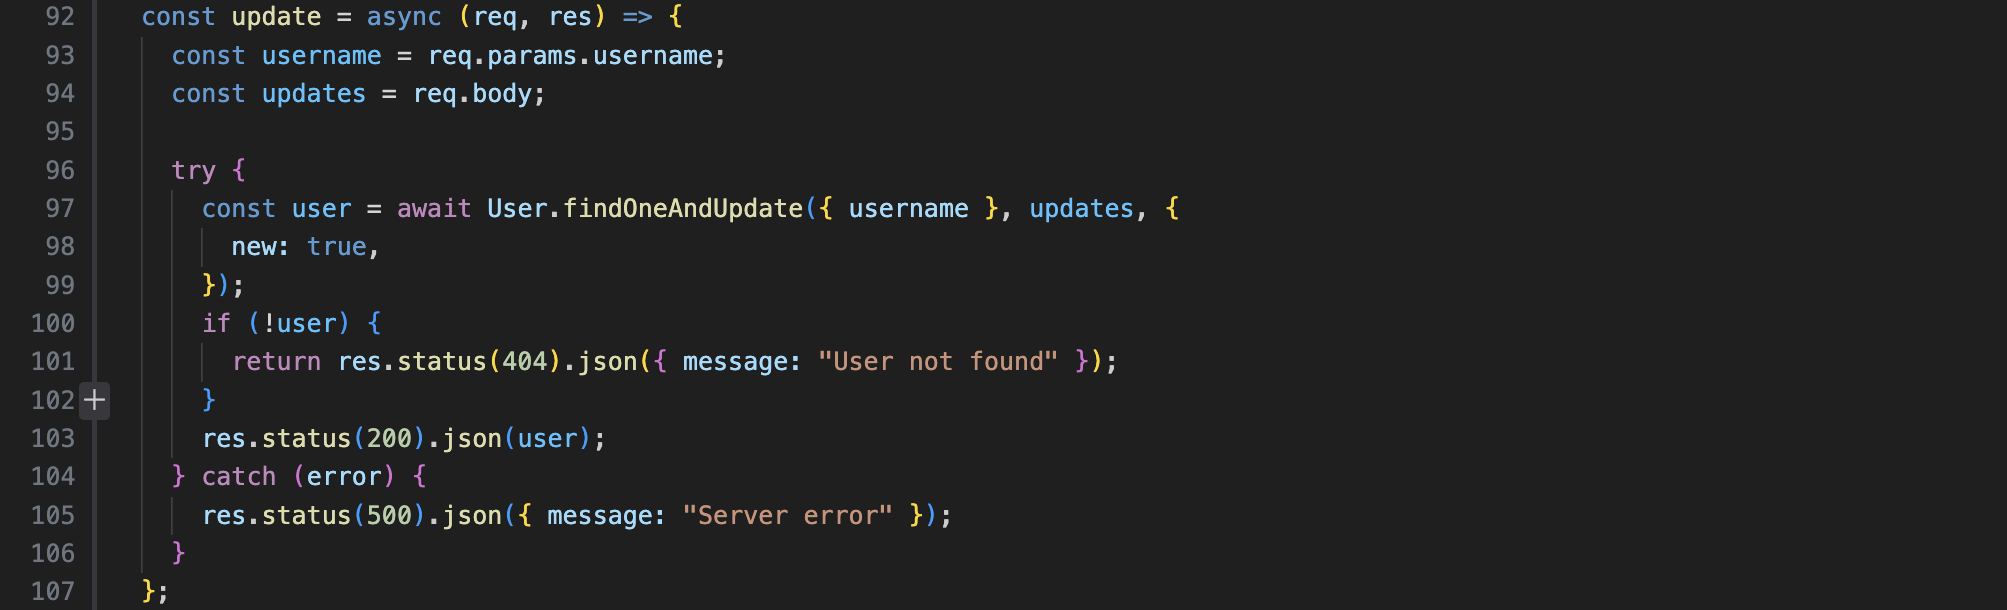 92 const update = async (req, res) => {
93 const username = req.params.username;
94 const updates = req.body;
95
96 try {
97 const user = await User.findOneAndUpdate({ username }, updates, {
98 new: true,
99 });
100 if (!user) {
101 return res.status(404).json({ message: "User not found" });
102 + }
103 res.status(200).json(user);
104 } catch (error) {
105 res.status(500).json({ message: "Server error" });
106 }
107 };